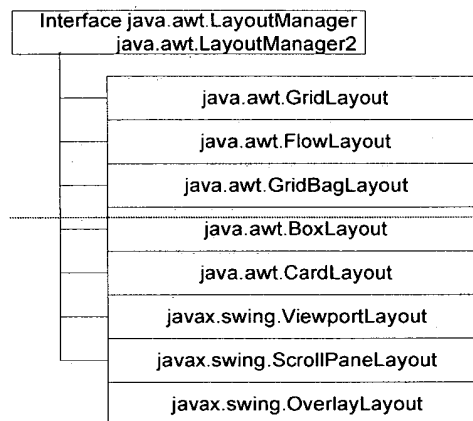 Interface java.awt.LayoutManager
java.awt.LayoutManager2
java.awt.GridLayout
java.awt.FlowLayout
java.awt.GridBagLayout
java.awt.BoxLayout
java.awt.CardLayout
javax.swing.ViewportLayout
javax.swing.ScrollPaneLayout
javax.swing.OverlayLayout